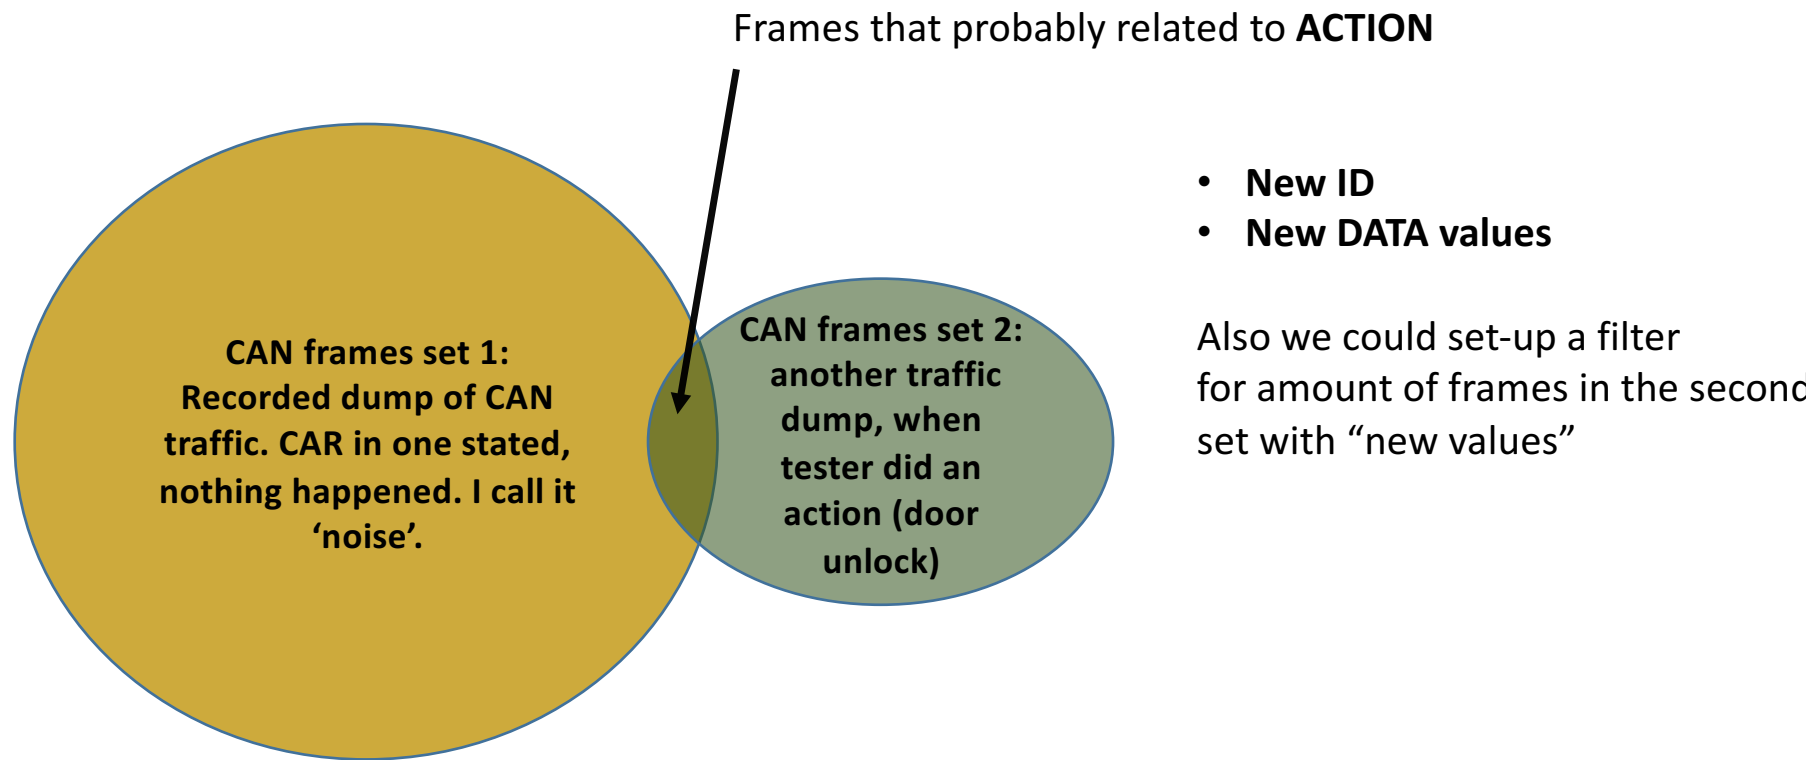 Frames that probably related to ACTION
• New ID
• New DATA values
Also we could set-up a filter
for amount of frames in the second
set with “new values”
CAN frames set 1:
Recorded dump of CAN
traffic. CAR in one stated,
nothing happened. I call it
‘noise’.
CAN frames set 2:
another traffic
dump, when
tester did an
action (door
unlock)